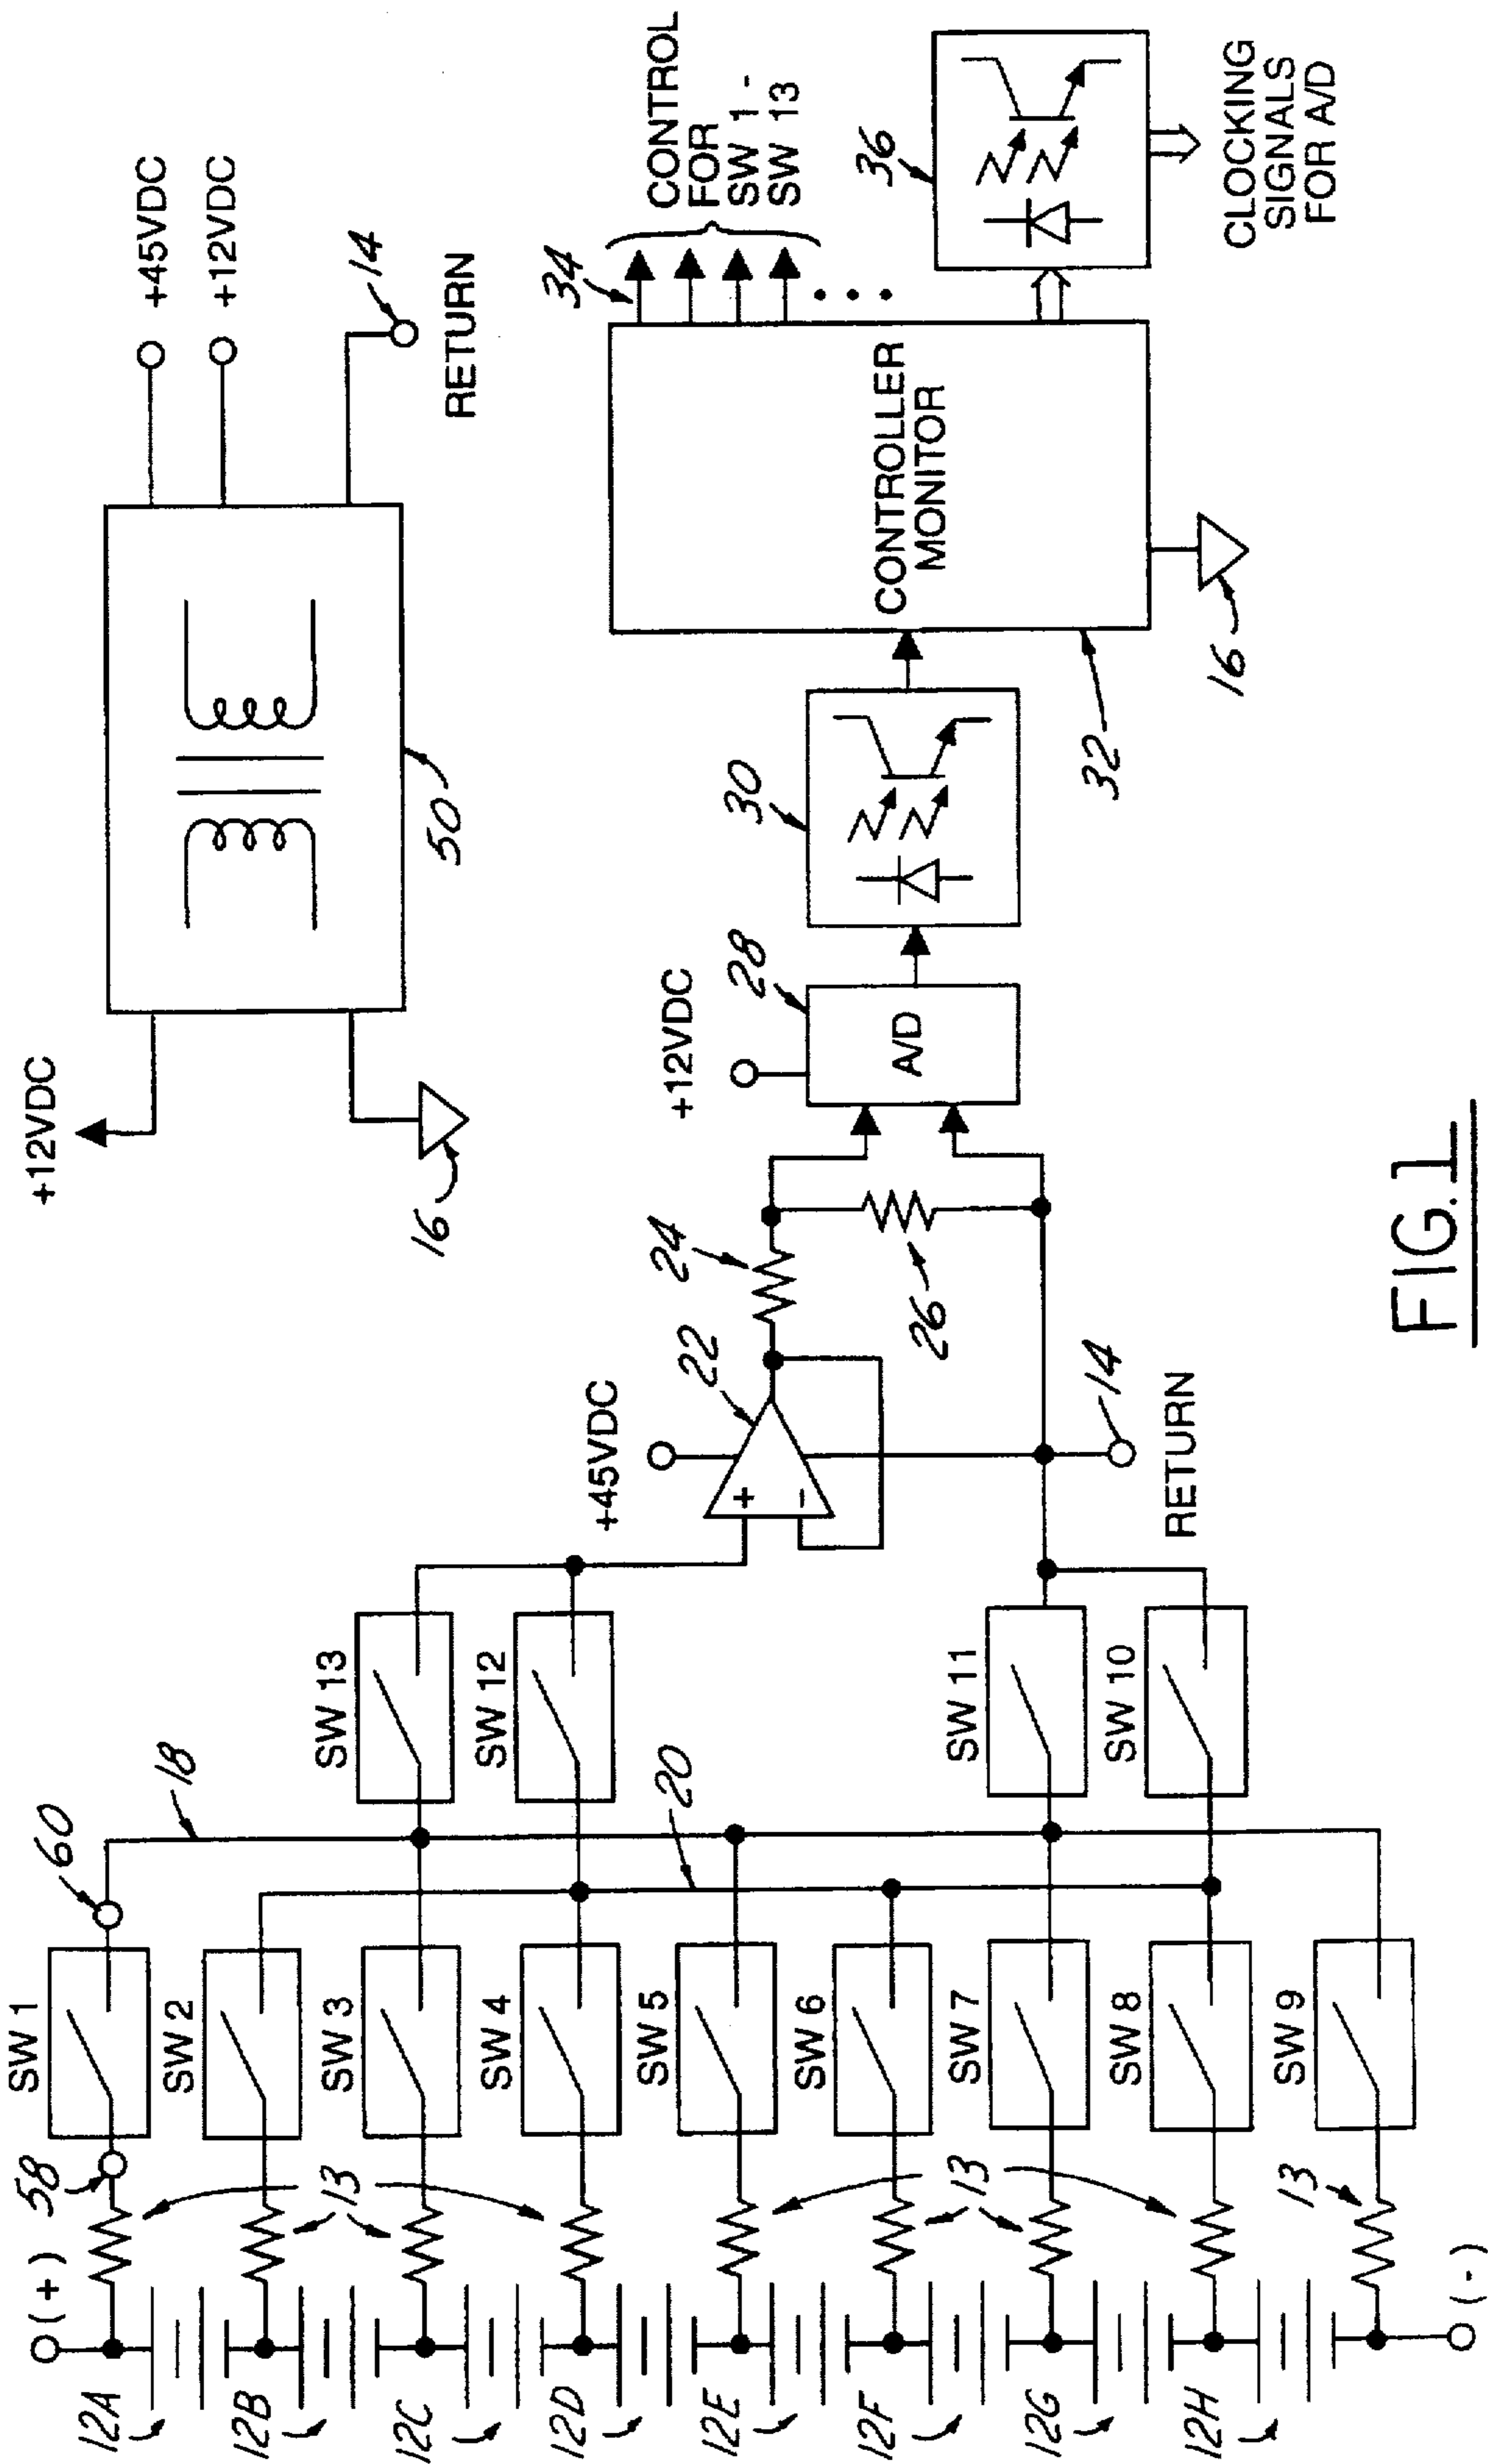 +12VDC
16
50
+45VDC
+12VDC
14
RETURN
(+)
58
SW 1
60
18
12A
SW 2
12B
13
SW 3
SW 13
12C
SW 4
SW 12
12D
20
SW 5
12E
SW 6
12F
13
SW 7
SW 11
12G
SW 8
SW 10
12H
SW 9
13
(-)
+45VDC
22
+
-
24
26
14
RETURN
+12VDC
28
A/D
30
32
CONTROLLER
MONITOR
16
34
CONTROL
FOR
SW 1 -
SW 13
36
CLOCKING
SIGNALS
FOR A/D
FIG.1